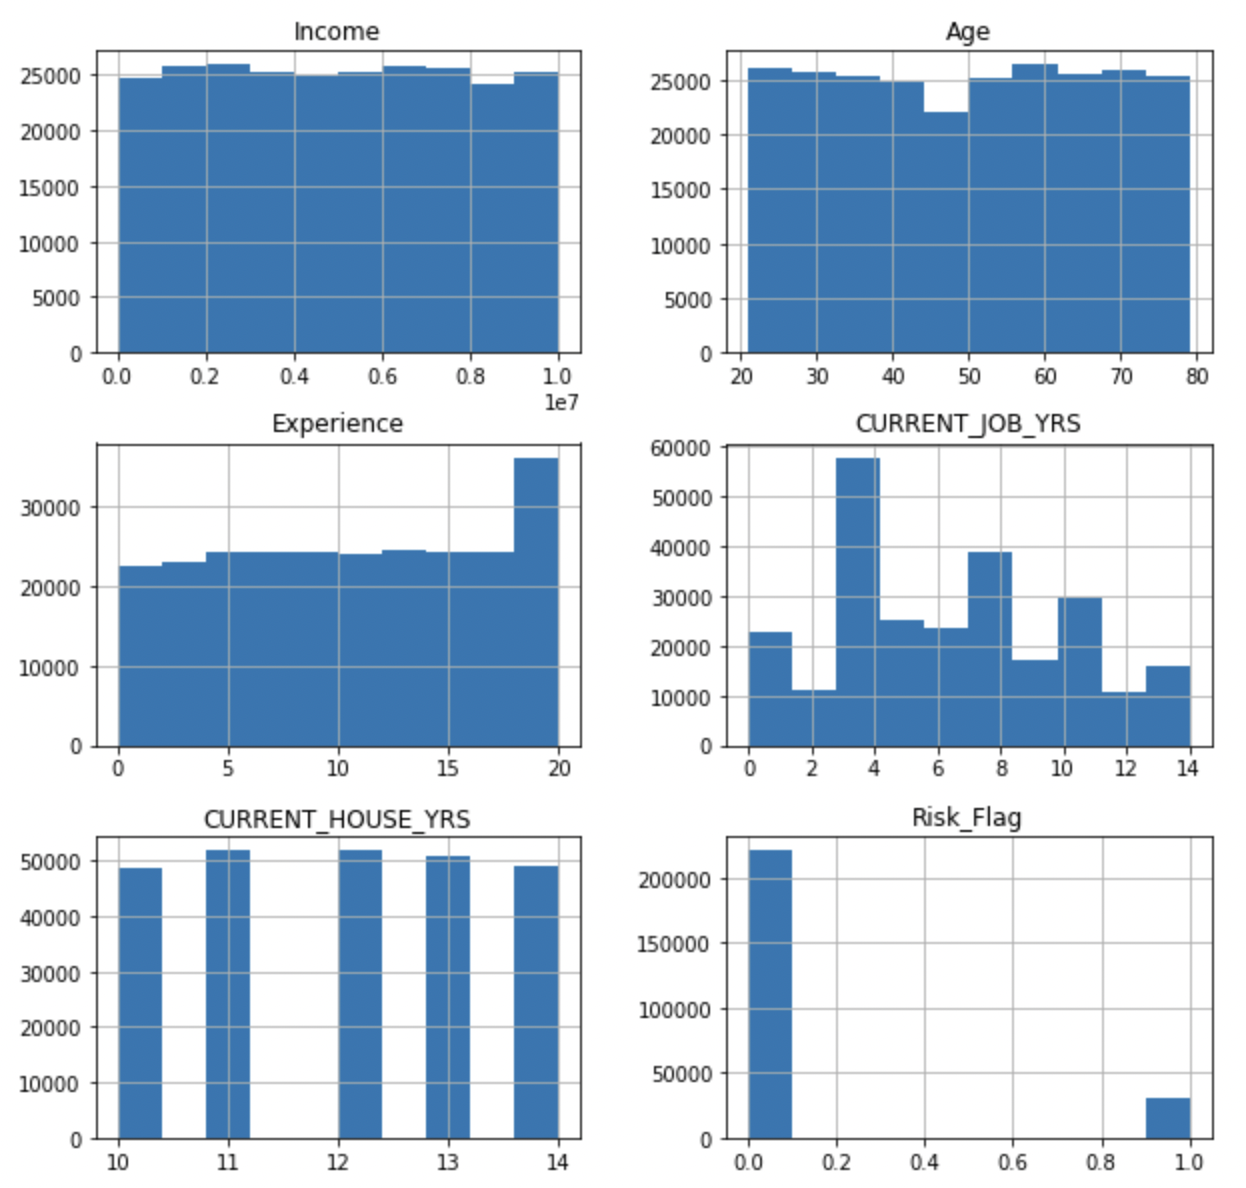 Income
25000
20000
15000
10000
5000
0
0.0 0.2 0.4 0.6 0.8 1.0
1e7
Age
25000
20000
15000
10000
5000
0
20 30 40 50 60 70 80
Experience
30000
20000
10000
0
0 5 10 15 20
CURRENT_JOB_YRS
60000
50000
40000
30000
20000
10000
0
0 2 4 6 8 10 12 14
CURRENT_HOUSE_YRS
50000
40000
30000
20000
10000
0
10 11 12 13 14
Risk_Flag
200000
150000
100000
50000
0
0.0 0.2 0.4 0.6 0.8 1.0